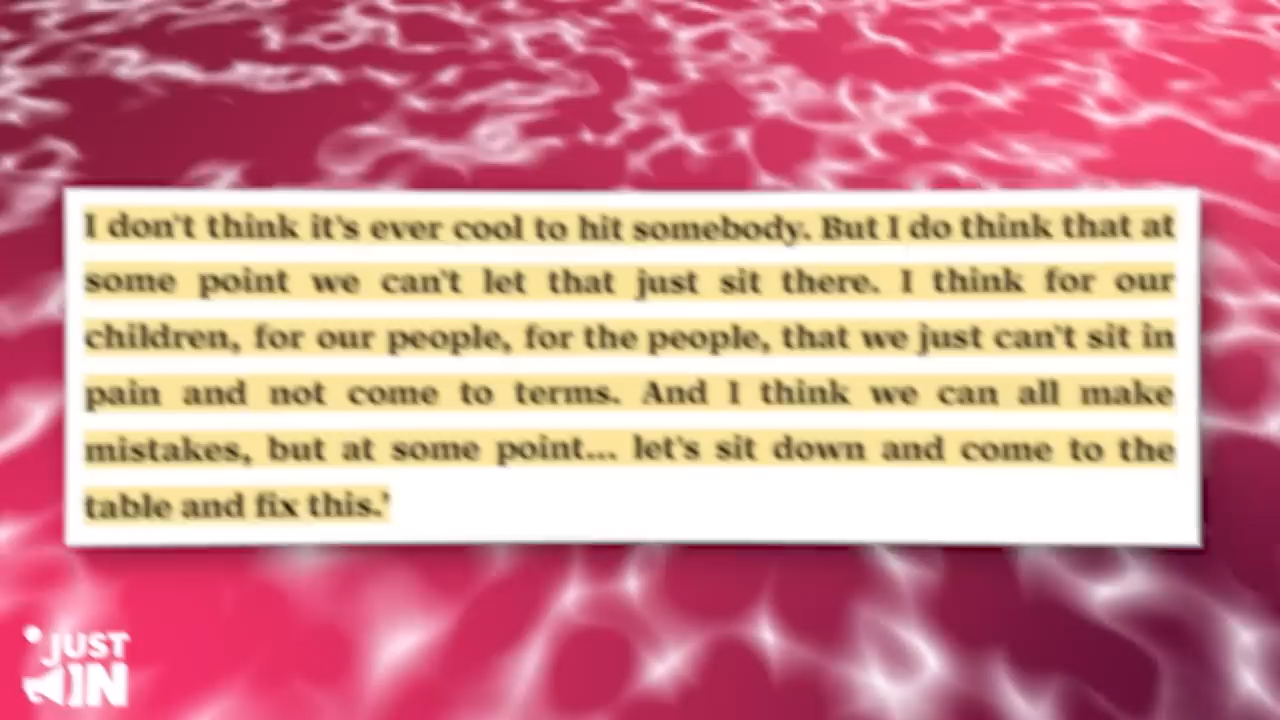 I don't think it's ever cool to hit somebody. But I do think that at
some point we can't let that just sit there. I think for our
children, for our people, for the people, that we just can't sit in
pain and not come to terms. And I think we can all make
mistakes, but at some point... let's sit down and come to the
table and fix this.'
JUST
IN